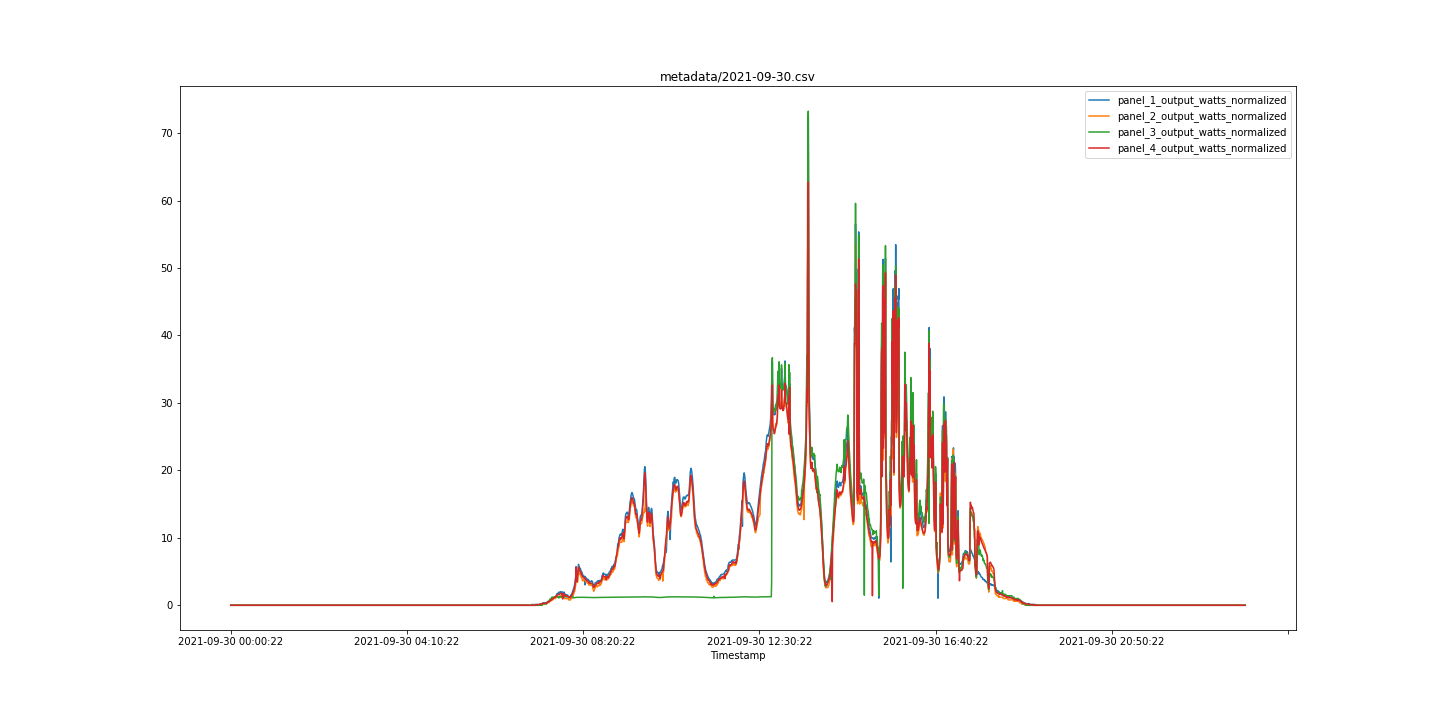 metadata/2021-09-30.csv
panel_1_output_watts_normalized
panel_2_output_watts_normalized
panel_3_output_watts_normalized
panel_4_output_watts_normalized
70
60
50
40
30
20
10
0
2021-09-30 00:00:22 2021-09-30 04:10:22 2021-09-30 08:20:22 2021-09-30 12:30:22 2021-09-30 16:40:22 2021-09-30 20:50:22
Timestamp